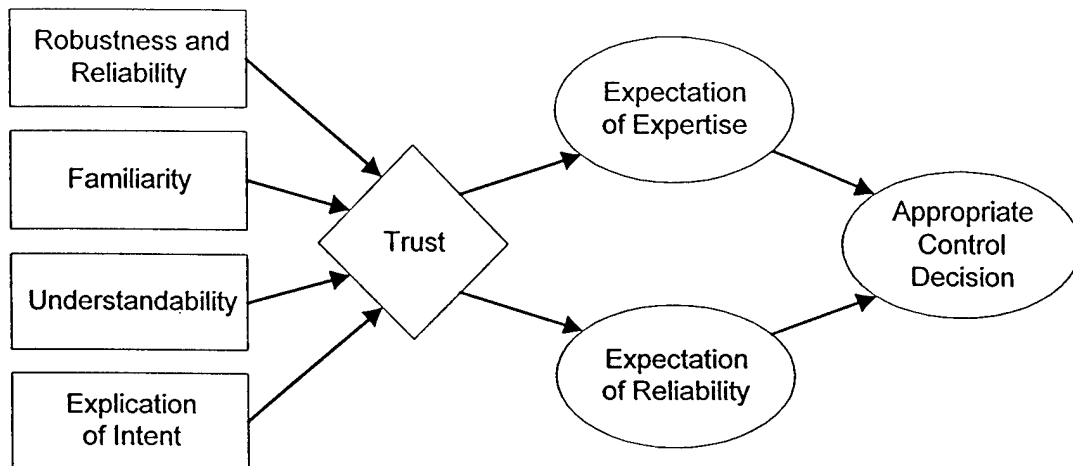 Robustness and
Reliability
Familiarity
Understandability
Explication
of Intent
Trust
Expectation
of Expertise
Expectation
of Reliability
Appropriate
Control
Decision